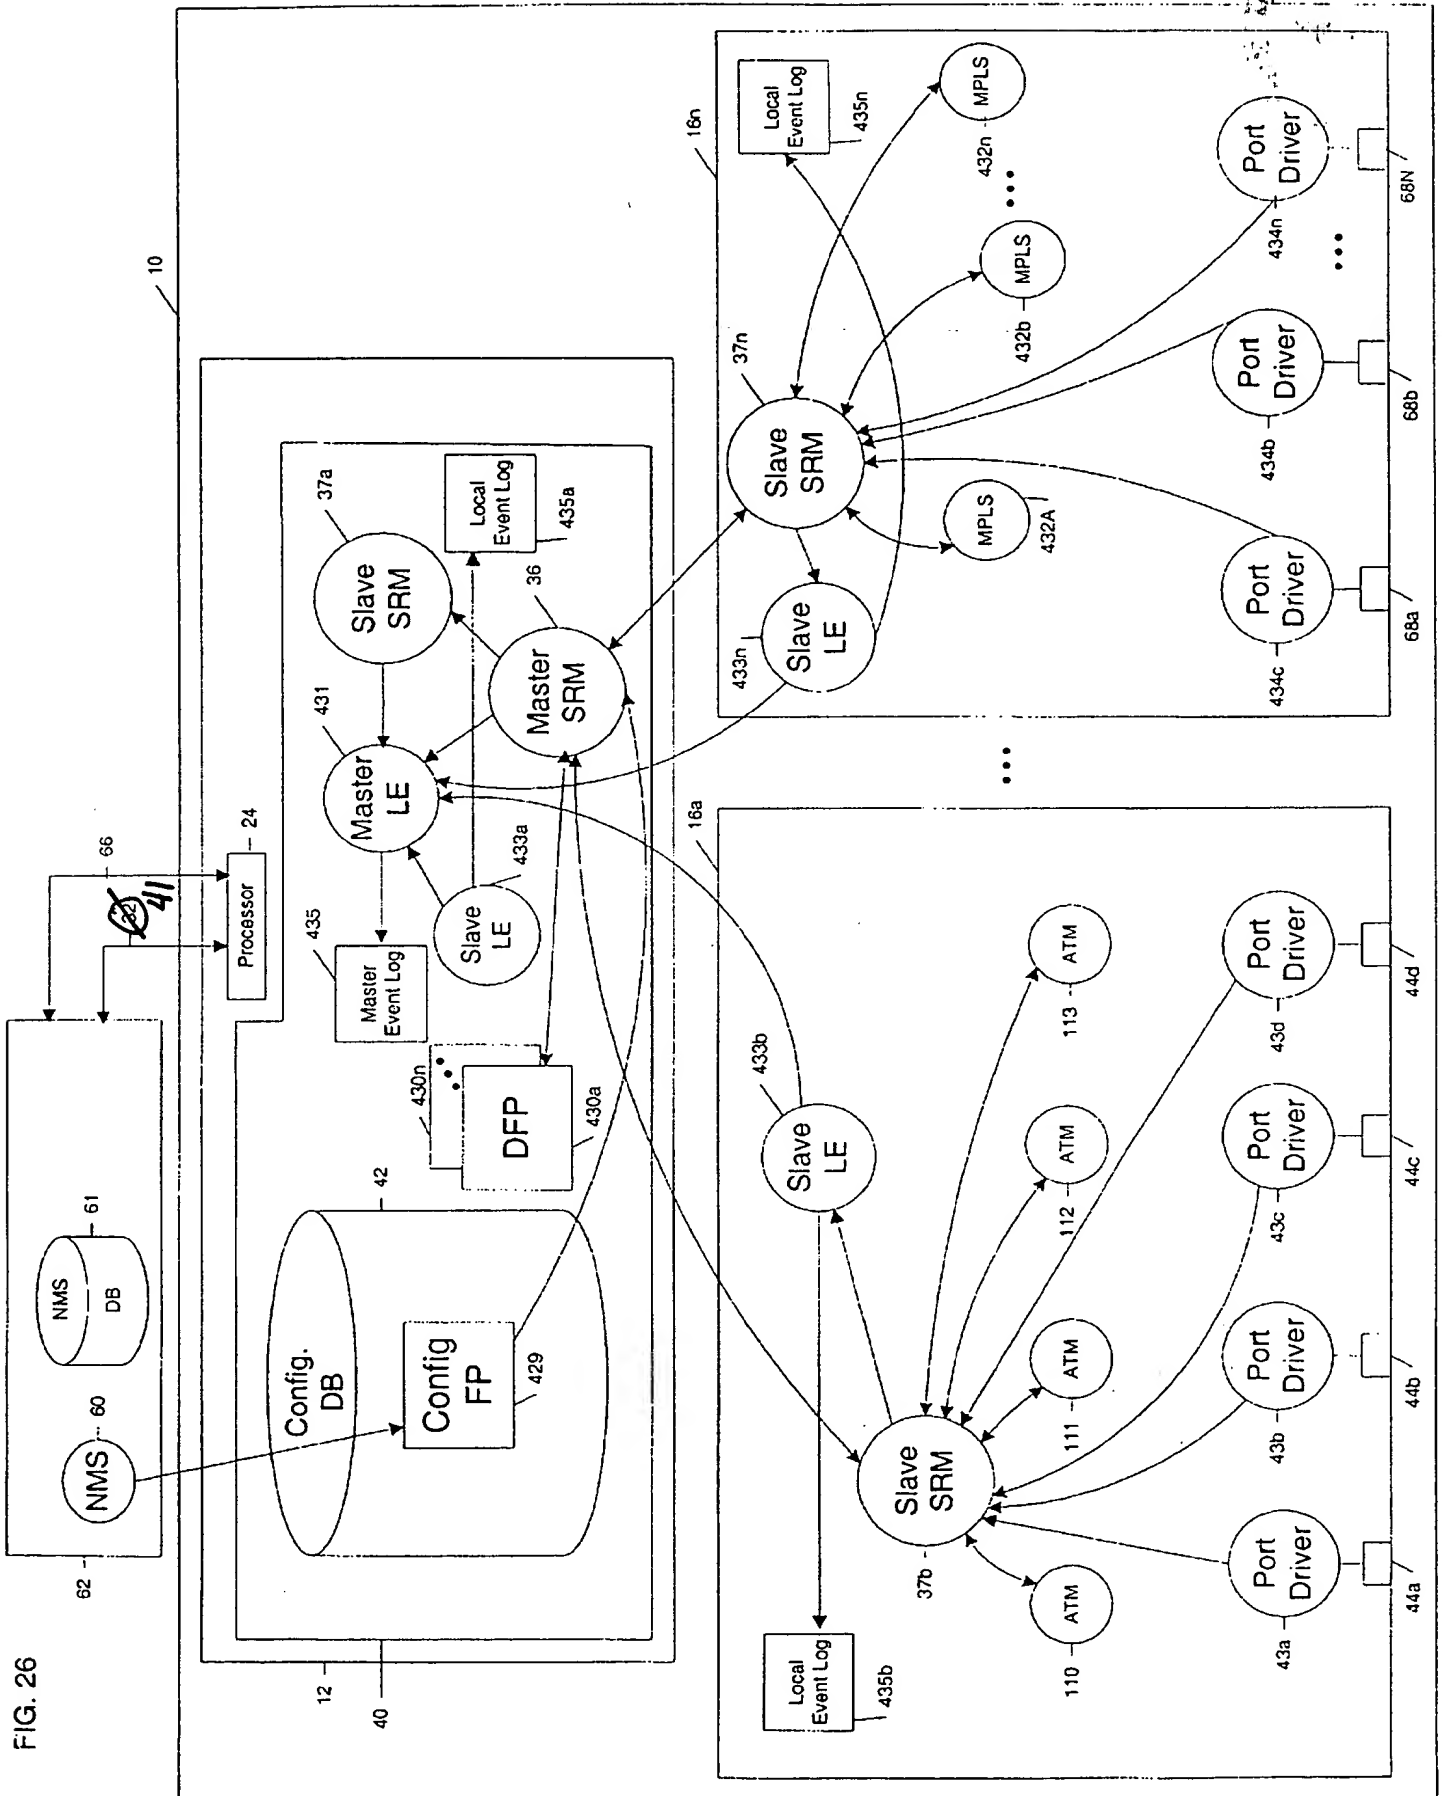 FIG. 26
62
NMS
60
NMS
DB
61
66
41
10
12
40
Processor
24
Config.
DB
42
Config
FP
429
DFP
430a
430n
Master
Event Log
435
Slave
LE
433a
Master
LE
431
Slave
SRM
37a
Master
SRM
36
Local
Event Log
435a
16a
Local
Event Log
435b
Slave
LE
433b
Slave
SRM
37b
ATM
110
ATM
111
ATM
112
ATM
113
Port
Driver
43a
Port
Driver
43b
Port
Driver
43c
Port
Driver
43d
44a
44b
44c
44d
16n
Slave
LE
433n
Slave
SRM
37n
Local
Event Log
435n
MPLS
432A
MPLS
432b
MPLS
432n
Port
Driver
434c
Port
Driver
434b
Port
Driver
434n
68a
68b
68N